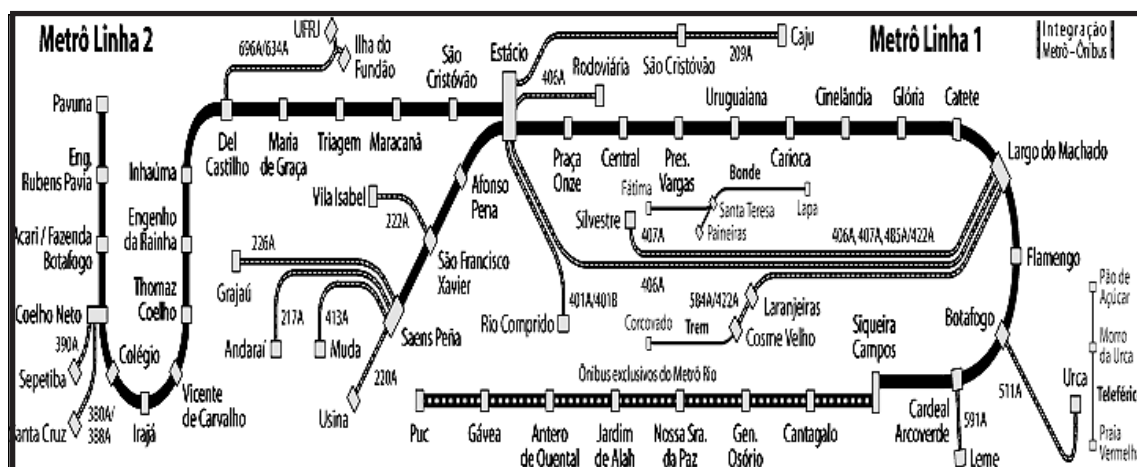 Metrô Linha 2
UFRJ
696A/634A
Ilha do
Fundão
São
Cristóvão
Estácio
406A
Rodoviária
São Cristóvão
209A
Caju
Metrô Linha 1
Integração
Metrô-Ônibus
Pavuna
Eng.
Rubens Pavia
Acari / Fazenda
Botafogo
Coelho Neto
390A
Sepetiba
380A/
388A
Santa Cruz
Colégio
Irajá
Vicente
de Carvalho
Thomaz
Coelho
Engenho
da Rainha
Inhaúma
Del
Castilho
Maria
de Graça
Triagem
Maracanã
Vila Isabel
222A
226A
Grajaú
217A
Andaraí
413A
Muda
220A
Usina
Saens Peña
São Francisco
Xavier
Afonso
Pena
Praça
Onze
Central
Pres.
Vargas
Uruguaiana
Carioca
Cinelândia
Glória
Catete
Largo do Machado
Fátima
Bonde
Santa Teresa
Paineiras
Lapa
Silvestre
407A
406A, 407A, 485A/422A
406A
401A/401B
Rio Comprido
584A/422A
Laranjeiras
Corcovado
Trem
Cosme Velho
Flamengo
Botafogo
511A
Urca
Pão de
Açúcar
Morro
da Urca
Teleféric
Praia
Vermelh
Siqueira
Campos
Cardeal
Arcoverde
591A
Leme
Ônibus exclusivos do Metrô Rio
Puc
Gávea
Antero
de Quental
Jardim
de Alah
Nossa Sra.
da Paz
Gen.
Osório
Cantagalo